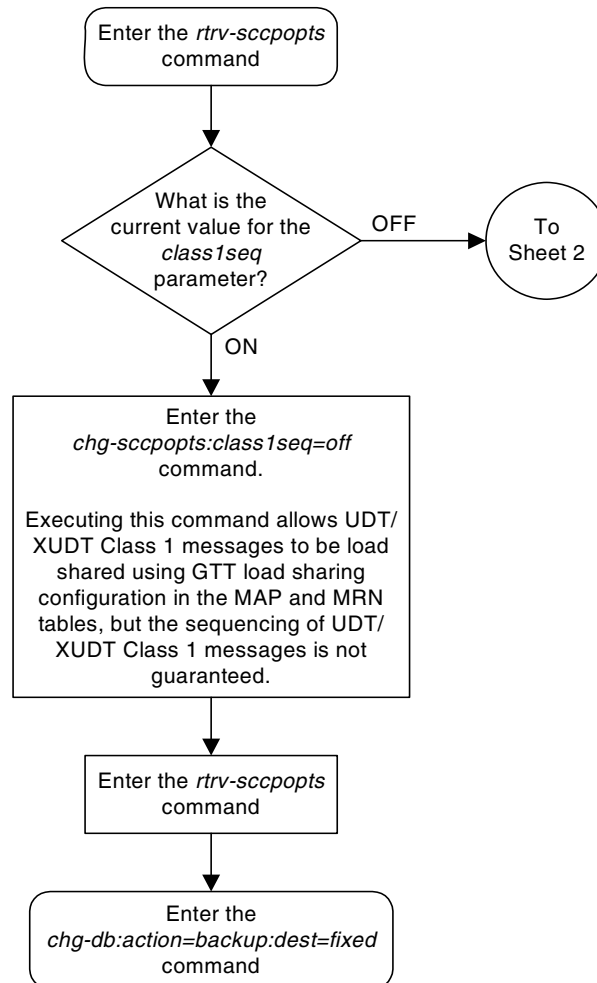 Enter the rtrv-sccpopts
command
What is the
current value for the
class1seq
parameter?
OFF
To
Sheet 2
ON
Enter the
chg-sccpopts:class1seq=off
command.
Executing this command allows UDT/
XUDT Class 1 messages to be load
shared using GTT load sharing
configuration in the MAP and MRN
tables, but the sequencing of UDT/
XUDT Class 1 messages is not
guaranteed.
Enter the rtrv-sccpopts
command
Enter the
chg-db:action=backup:dest=fixed
command